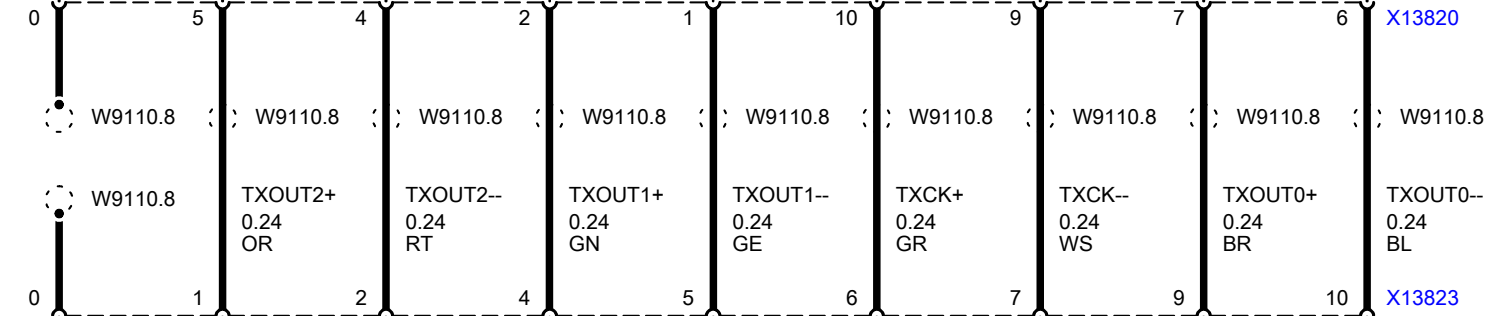 0 5 4 2 1 10 9 7 6 X13820
W9110.8 W9110.8 W9110.8 W9110.8 W9110.8 W9110.8 W9110.8 W9110.8 W9110.8
W9110.8 TXOUT2+ TXOUT2-- TXOUT1+ TXOUT1-- TXCK+ TXCK-- TXOUT0+ TXOUT0--
0.24 0.24 0.24 0.24 0.24 0.24 0.24 0.24
OR RT GN GE GR WS BR BL
0 1 2 4 5 6 7 9 10 X13823